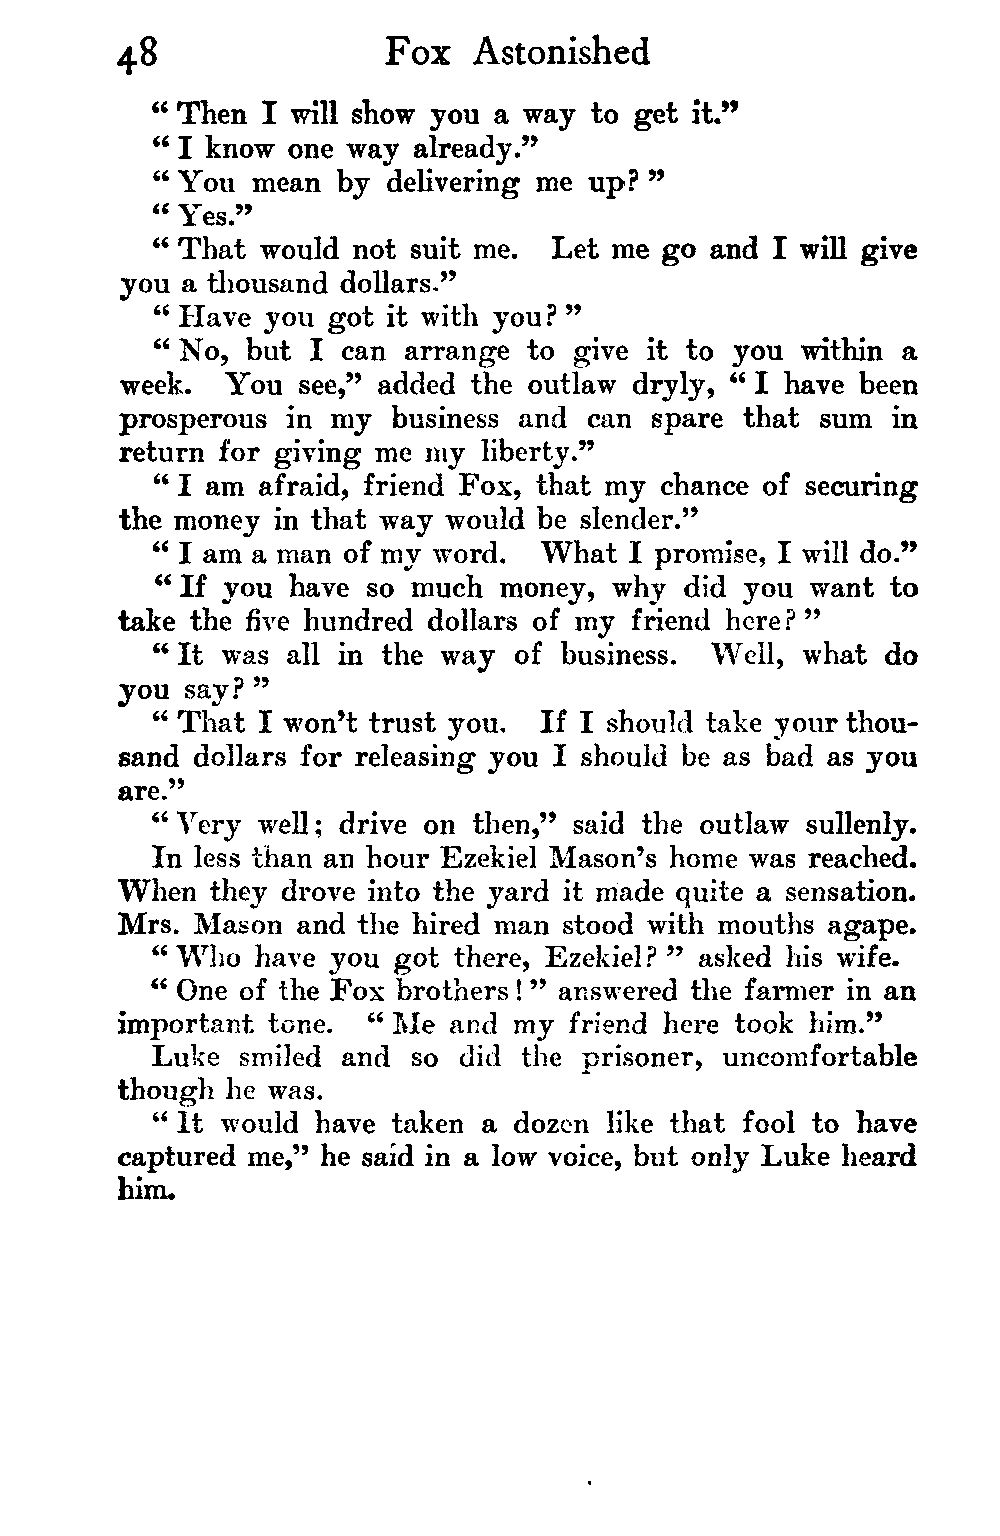 48 Fox Astonished
“Then I will show you a way to get it.”
“I know one way already.”
“You mean by delivering me up?”
“Yes.”
“That would not suit me. Let me go and I will give
you a thousand dollars.”
“Have you got it with you?”
“No, but I can arrange to give it to you within a
week. You see,” added the outlaw dryly, “I have been
prosperous in my business and can spare that sum in
return for giving me my liberty.”
“I am afraid, friend Fox, that my chance of securing
the money in that way would be slender.”
“I am a man of my word. What I promise, I will do.”
“If you have so much money, why did you want to
take the five hundred dollars of my friend here?”
“It was all in the way of business. Well, what do
you say?”
“That I won’t trust you. If I should take your thou-
sand dollars for releasing you I should be as bad as you
are.”
“Very well; drive on then,” said the outlaw sullenly.
In less than an hour Ezekiel Mason’s home was reached.
When they drove into the yard it made quite a sensation.
Mrs. Mason and the hired man stood with mouths agape.
“Who have you got there, Ezekiel?” asked his wife.
“One of the Fox brothers!” answered the farmer in an
important tone. “Me and my friend here took him.”
Luke smiled and so did the prisoner, uncomfortable
though he was.
“It would have taken a dozen like that fool to have
captured me,” he said in a low voice, but only Luke heard
him.